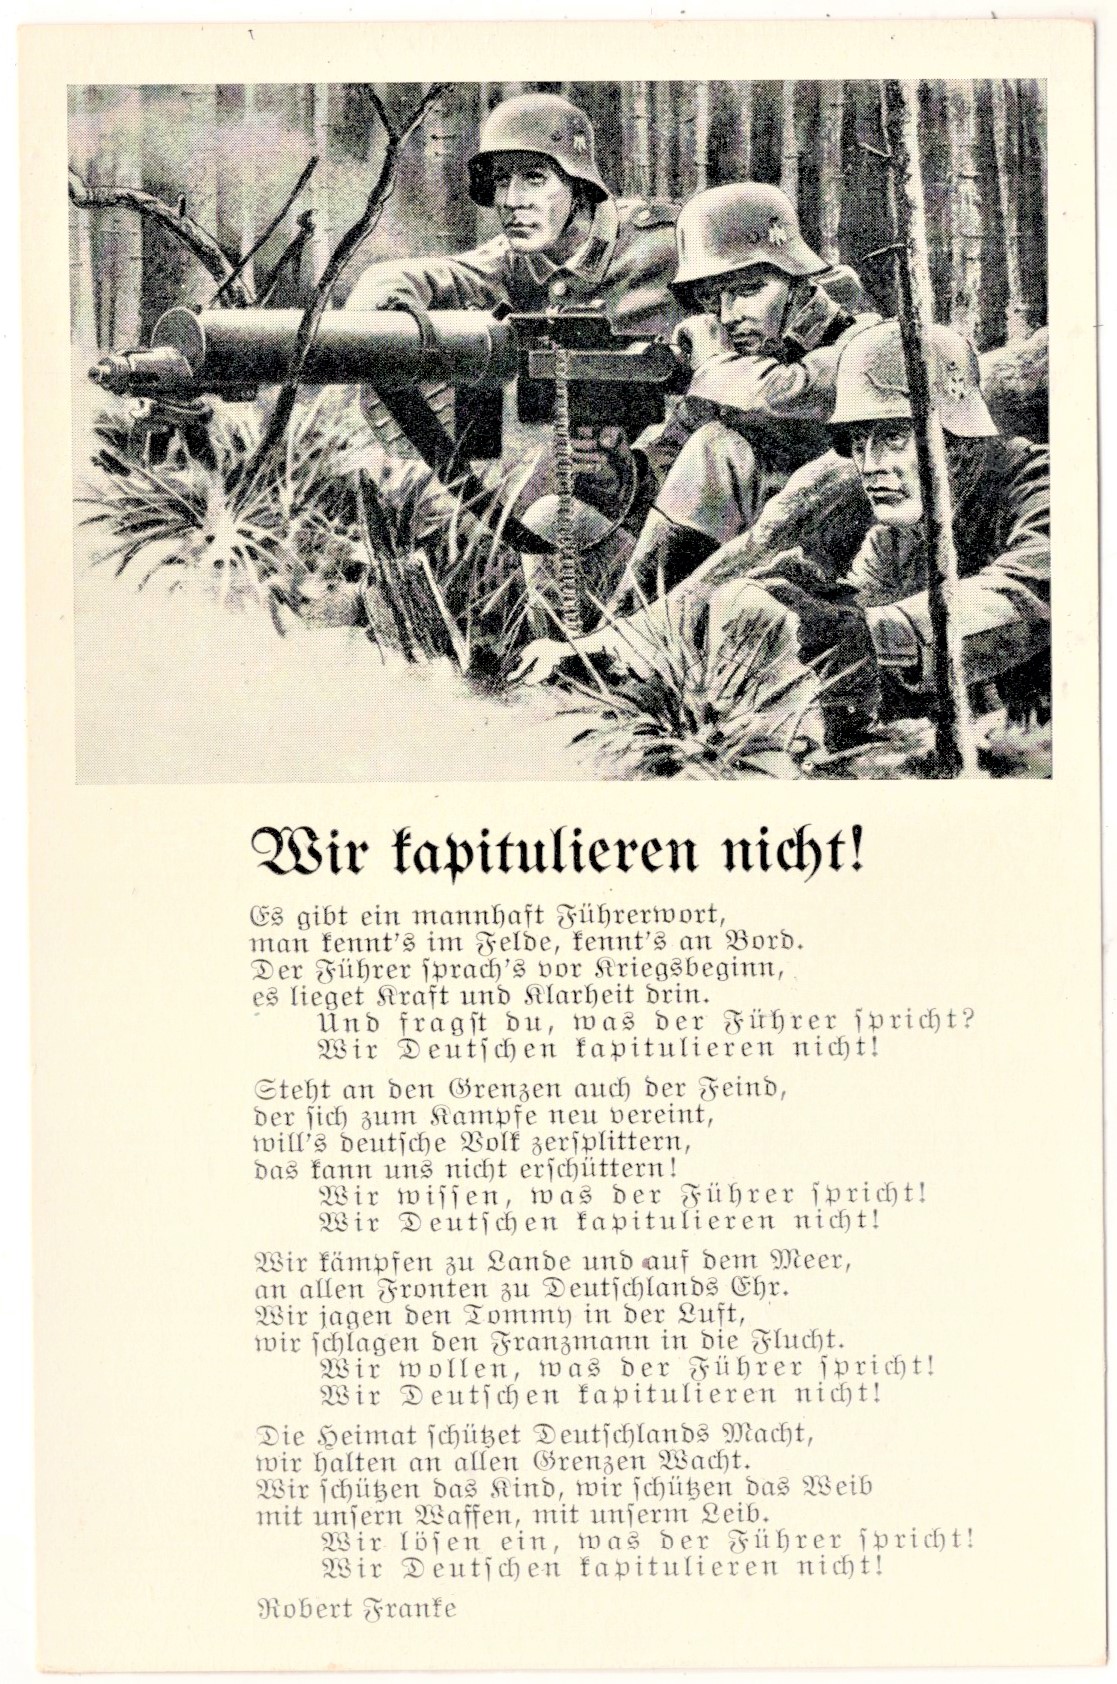 Wir kapitulieren nicht!
Es gibt ein mannhaft Führerwort,
man kennt's im Felde, kennt's an Bord.
Der Führer sprach's vor Kriegsbeginn,
es lieget Kraft und Klarheit drin.
Und fragst du, was der Führer spricht?
Wir Deutschen kapitulieren nicht!
Steht an den Grenzen auch der Feind,
der sich zum Kampfe neu vereint,
will's deutsche Volk zersplittern,
das kann uns nicht erschüttern!
Wir wissen, was der Führer spricht!
Wir Deutschen kapitulieren nicht!
Wir kämpfen zu Lande und auf dem Meer,
an allen Fronten zu Deutschlands Ehr.
Wir jagen den Tommy in der Luft,
wir schlagen den Franzmann in die Flucht.
Wir wollen, was der Führer spricht!
Wir Deutschen kapitulieren nicht!
Die Heimat schützet Deutschlands Macht,
wir halten an allen Grenzen Wacht.
Wir schützen das Kind, wir schützen das Weib
mit unsern Waffen, mit unserm Leib.
Wir lösen ein, was der Führer spricht!
Wir Deutschen kapitulieren nicht!
Robert Franke